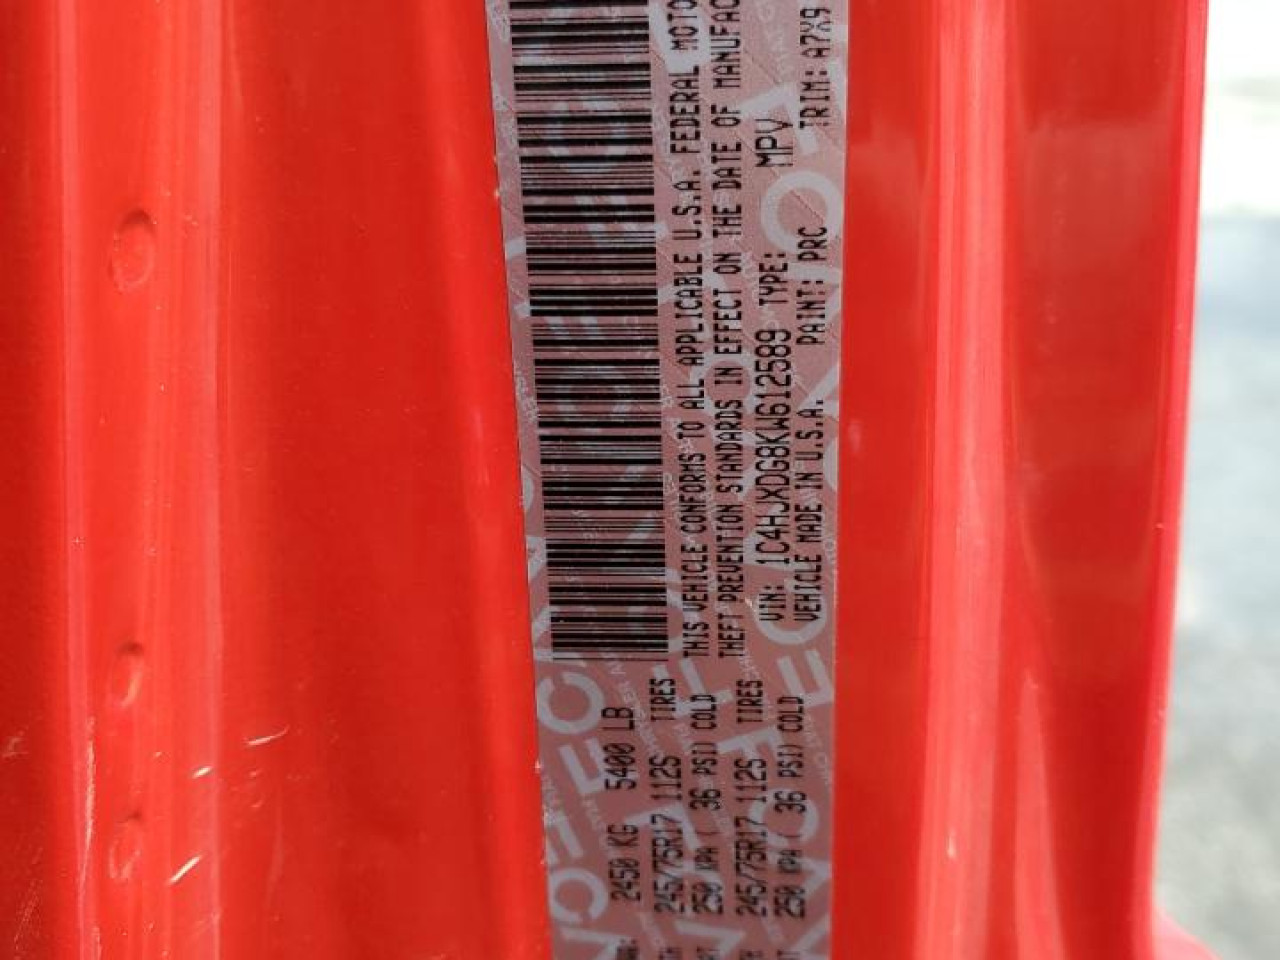 2450 KG 5400 LB
245/75R17 112S TIRES
250 KPA ( 36 PSI) COLD
245/75R17 112S TIRES
250 KPA ( 36 PSI) COLD
THIS VEHICLE CONFORMS TO ALL APPLICABLE U.S.A. FEDERAL MOTO
THEFT PREVENTION STANDARDS IN EFFECT ON THE DATE OF MANUFAC
VIN: 1C4HJXDG8KW612589 TYPE: MPV
VEHICLE MADE IN U.S.A. PAINT: PRC TRIM: A7X9